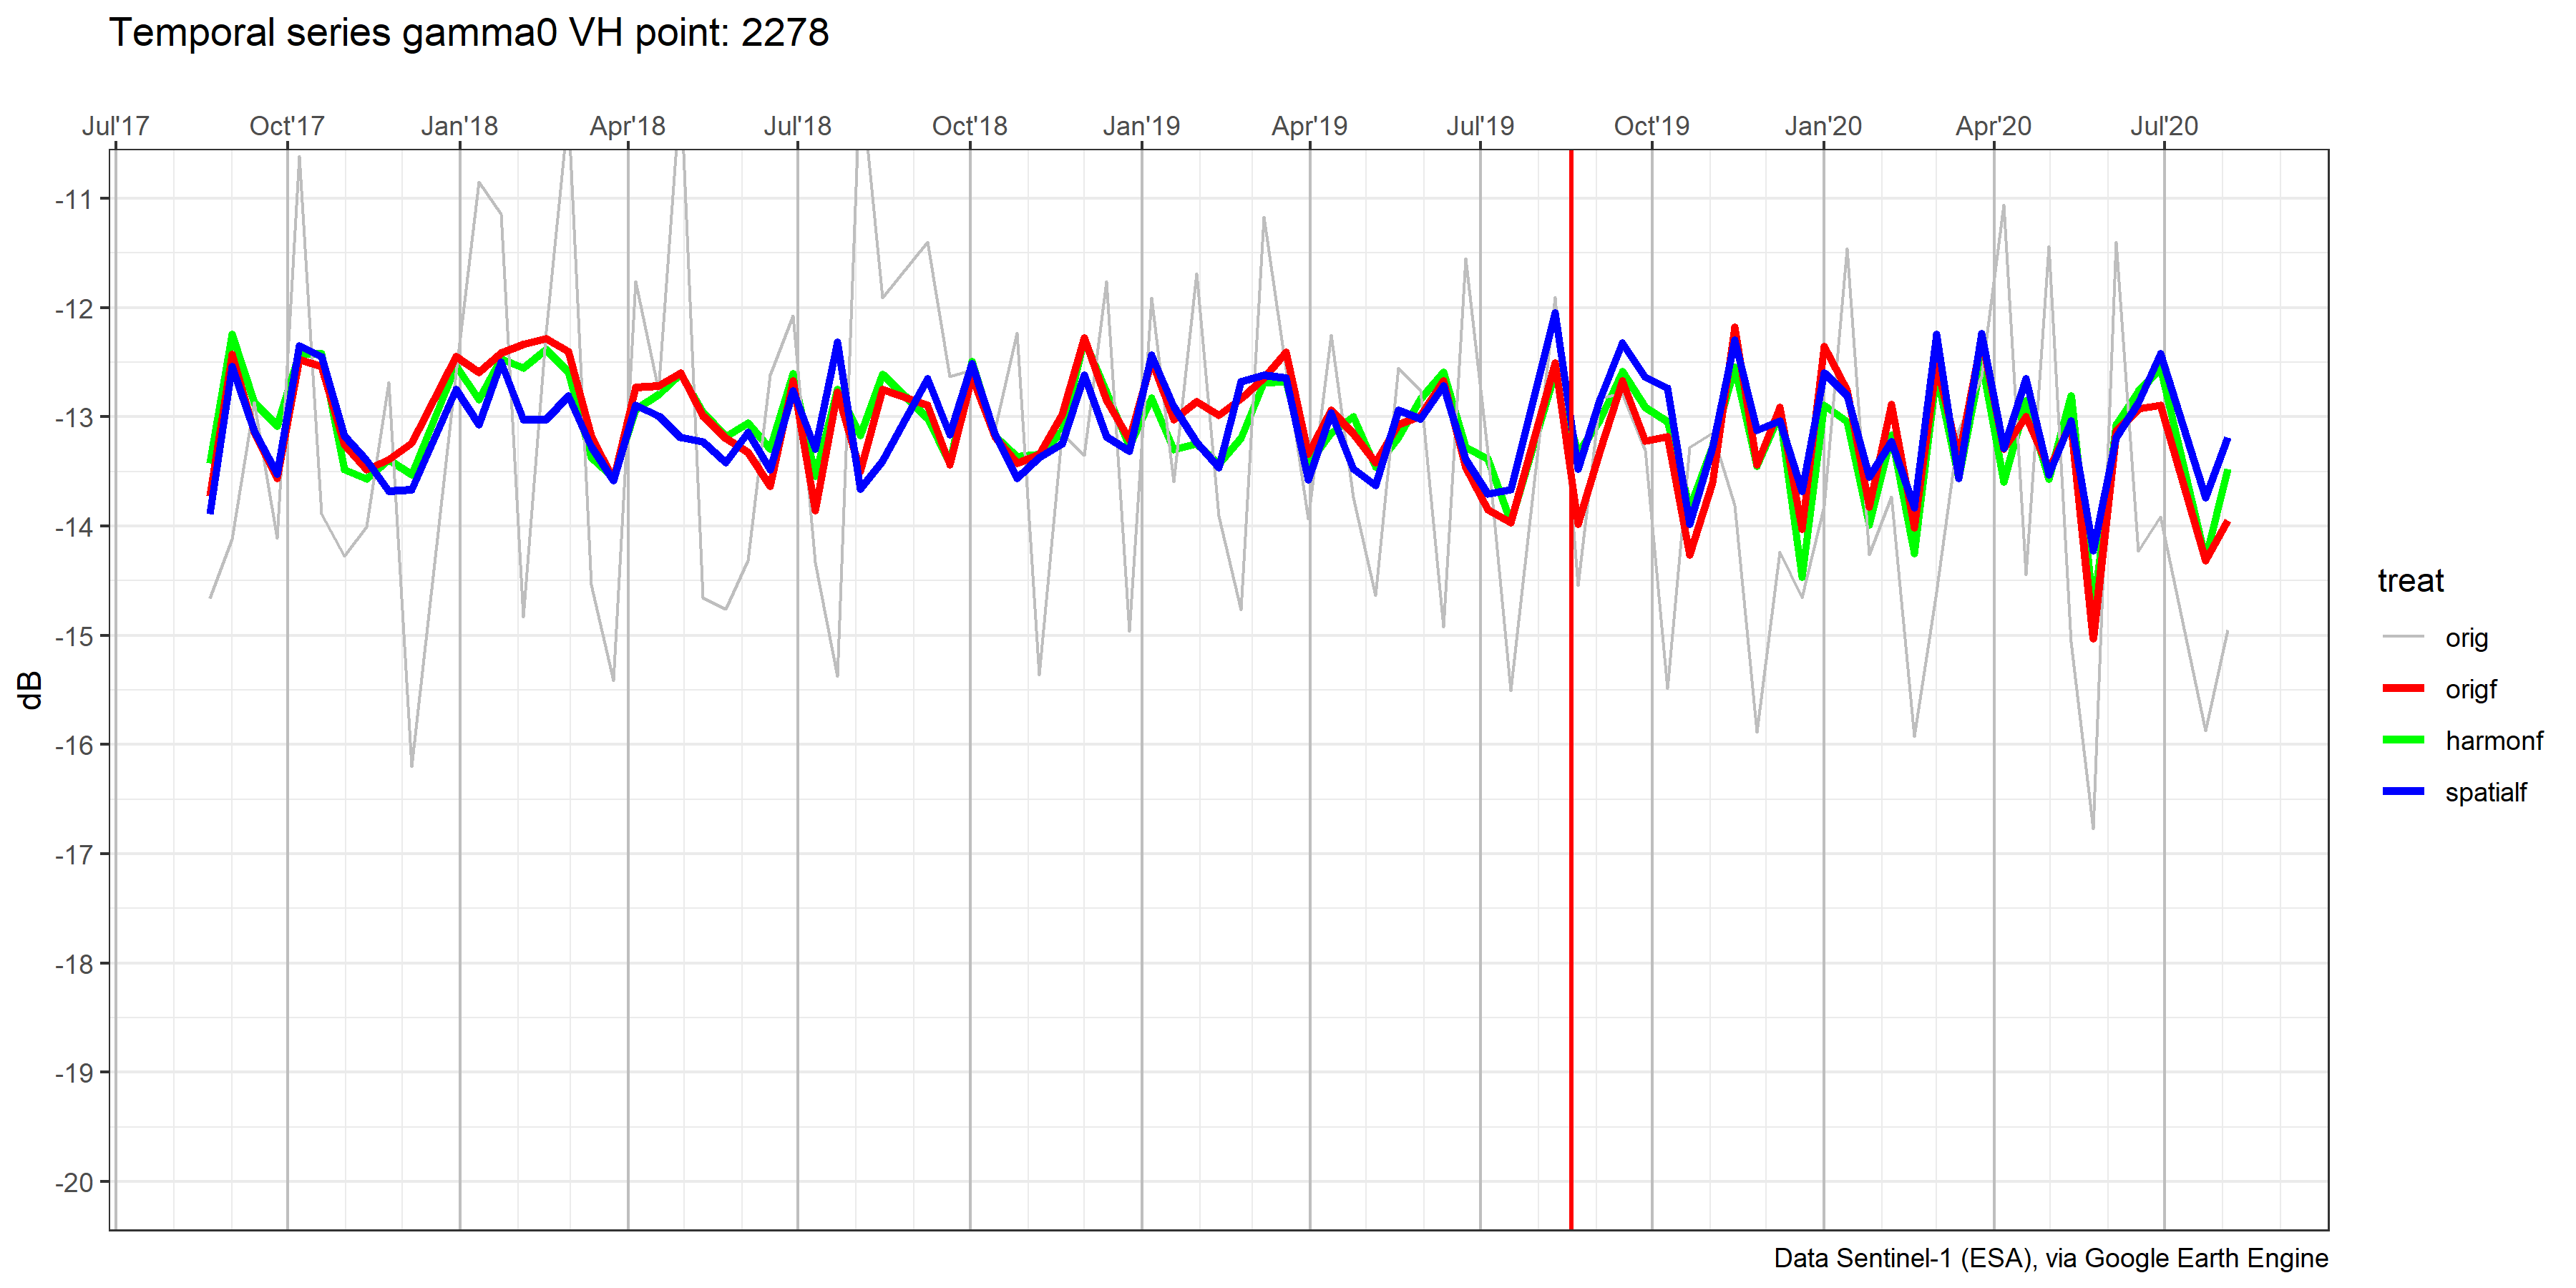 Temporal series gamma0 VH point: 2278
Jul'17 Oct'17 Jan'18 Apr'18 Jul'18 Oct'18 Jan'19 Apr'19 Jul'19 Oct'19 Jan'20 Apr'20 Jul'20
-11
-12
-13
-14
-15
-16
-17
-18
-19
-20
dB
treat
orig
origf
harmonf
spatialf
Data Sentinel-1 (ESA), via Google Earth Engine